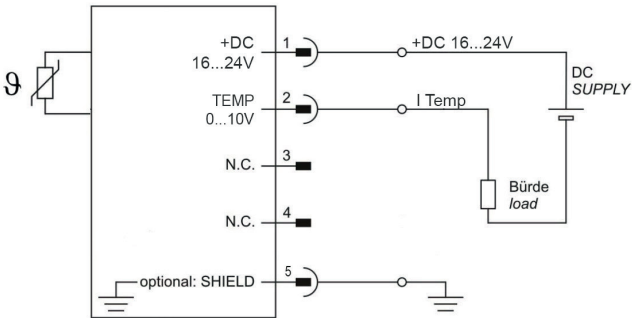 +DC
16...24V
1
+DC 16...24V
DC
SUPPLY
ϑ
TEMP
0...10V
2
I Temp
N.C.
3
Bürde
load
N.C.
4
optional: SHIELD
5